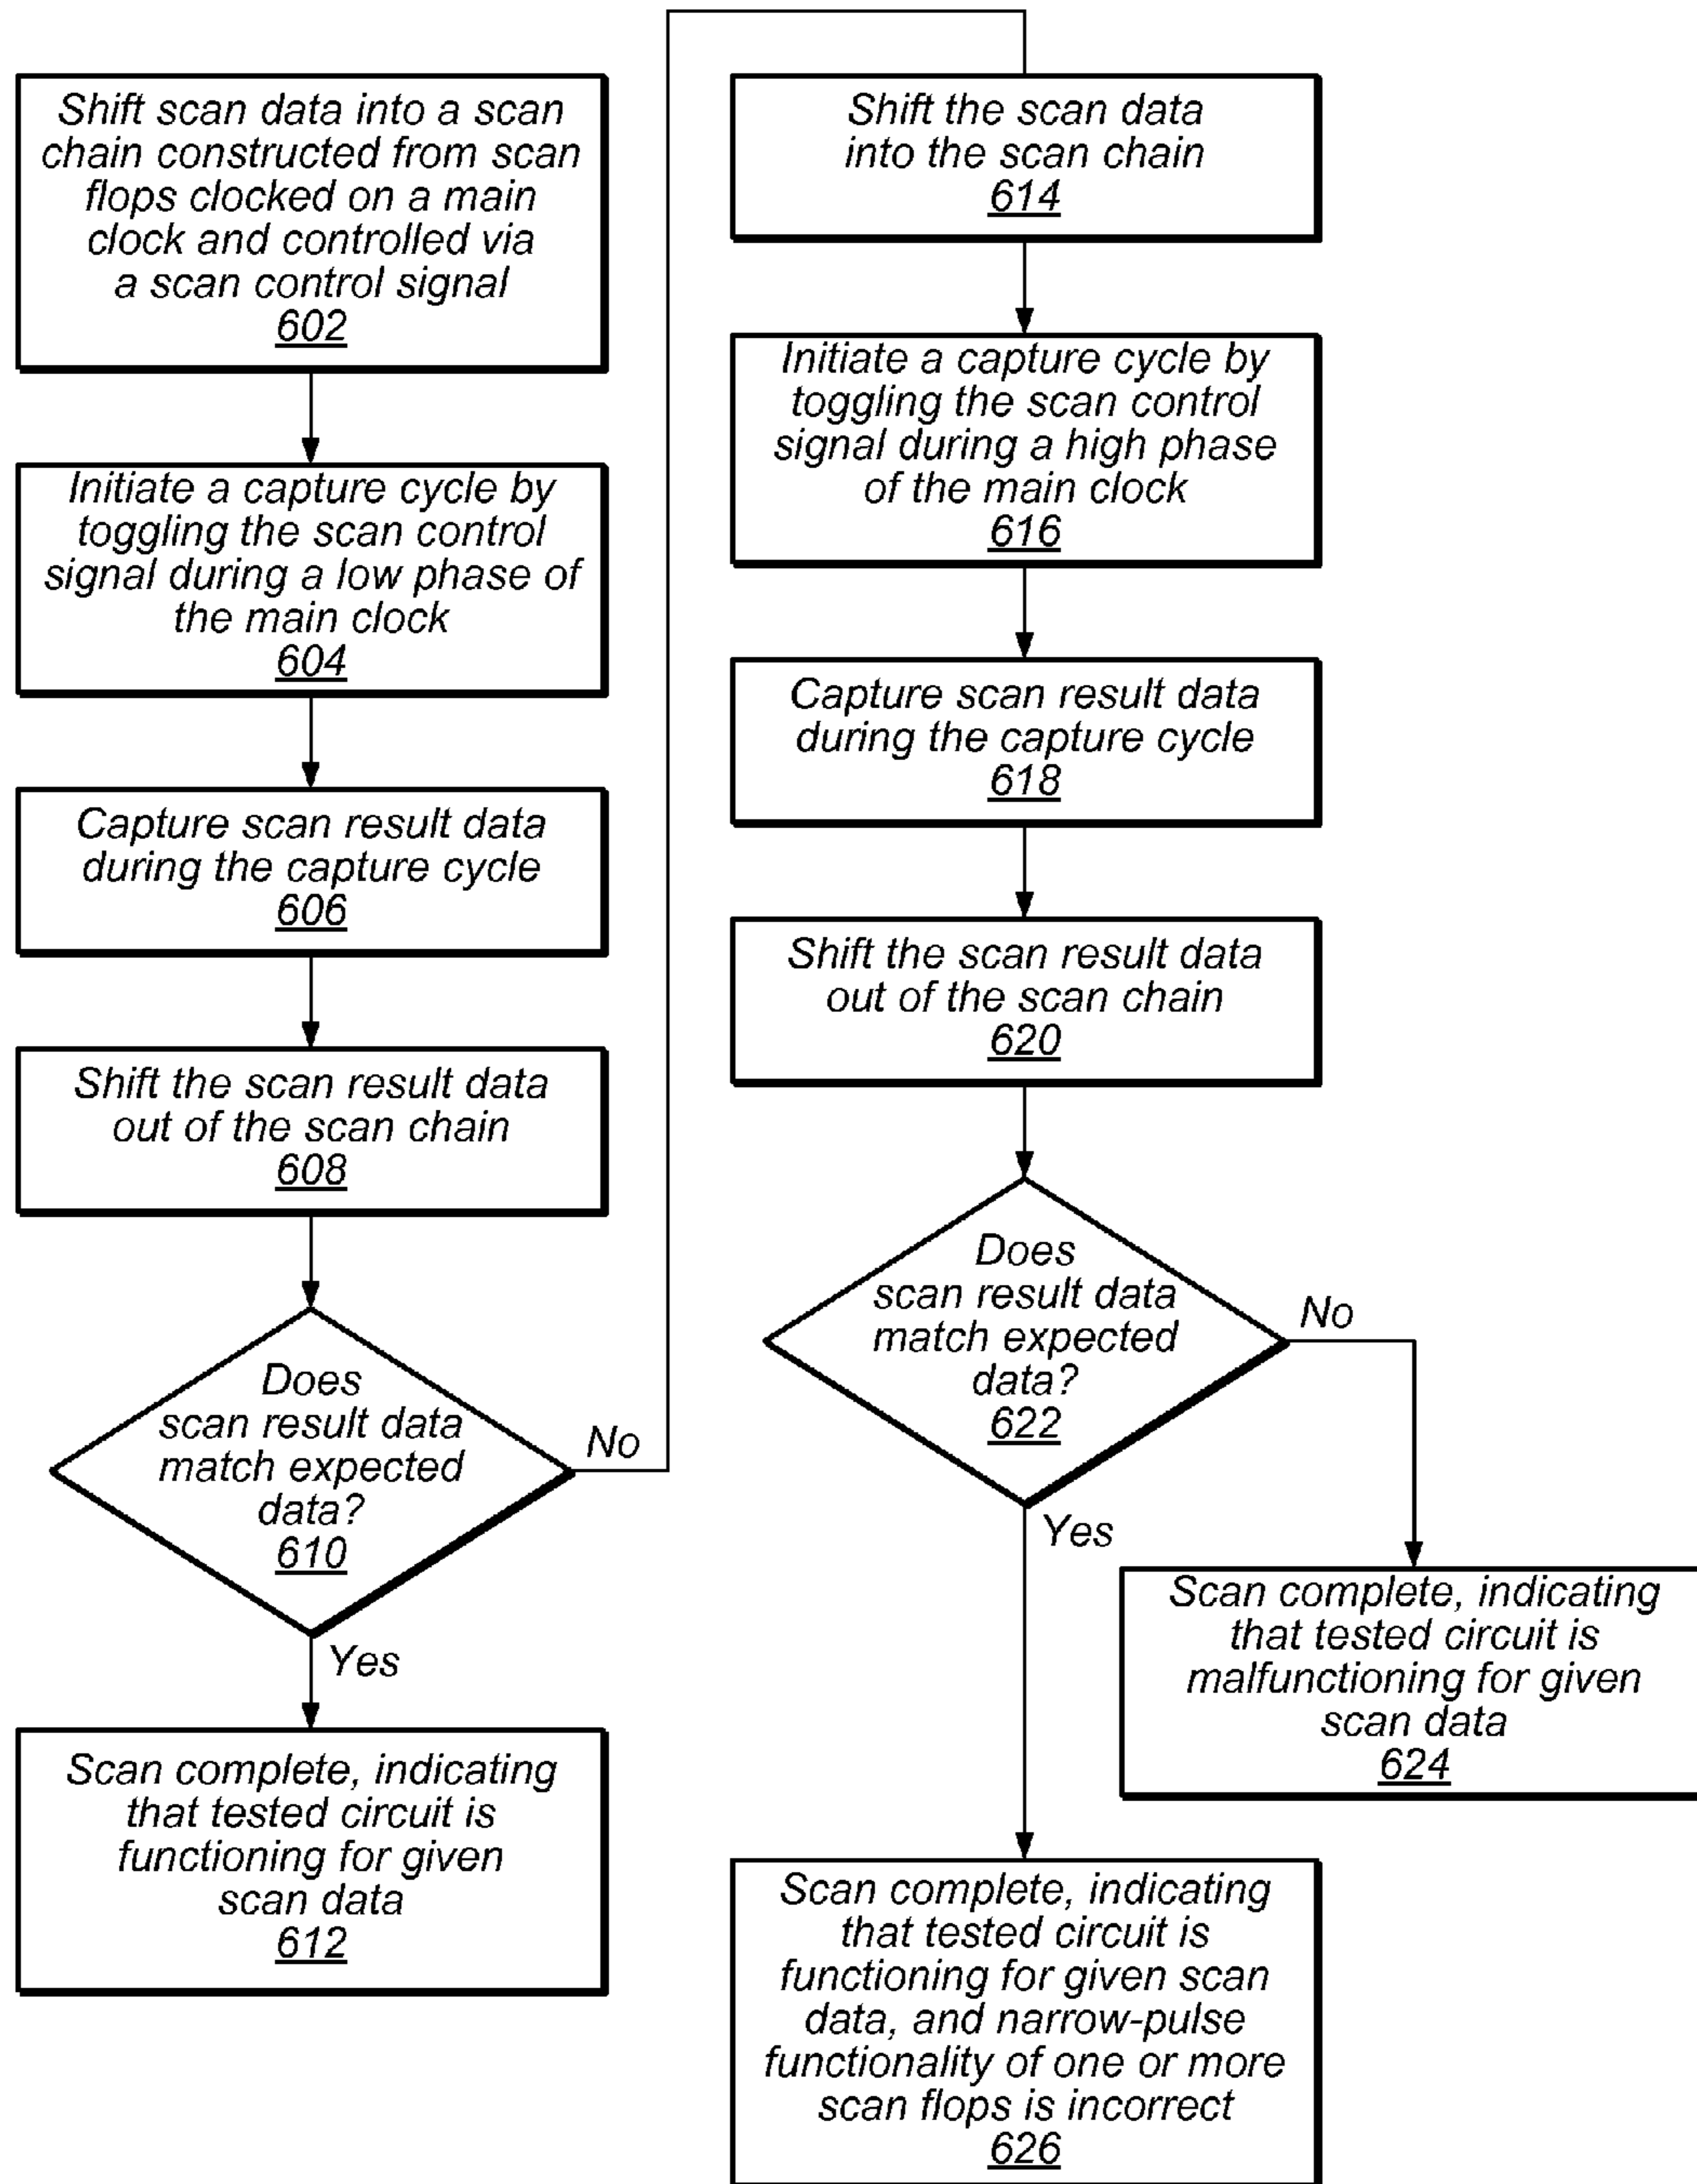 Shift scan data into a scan
chain constructed from scan
flops clocked on a main
clock and controlled via
a scan control signal
602
Initiate a capture cycle by
toggling the scan control
signal during a low phase of
the main clock
604
Capture scan result data
during the capture cycle
606
Shift the scan result data
out of the scan chain
608
Does
scan result data
match expected
data?
610
No
Yes
Scan complete, indicating
that tested circuit is
functioning for given
scan data
612
Shift the scan data
into the scan chain
614
Initiate a capture cycle by
toggling the scan control
signal during a high phase
of the main clock
616
Capture scan result data
during the capture cycle
618
Shift the scan result data
out of the scan chain
620
Does
scan result data
match expected
data?
622
No
Yes
Scan complete, indicating
that tested circuit is
malfunctioning for given
scan data
624
Scan complete, indicating
that tested circuit is
functioning for given scan
data, and narrow-pulse
functionality of one or more
scan flops is incorrect
626